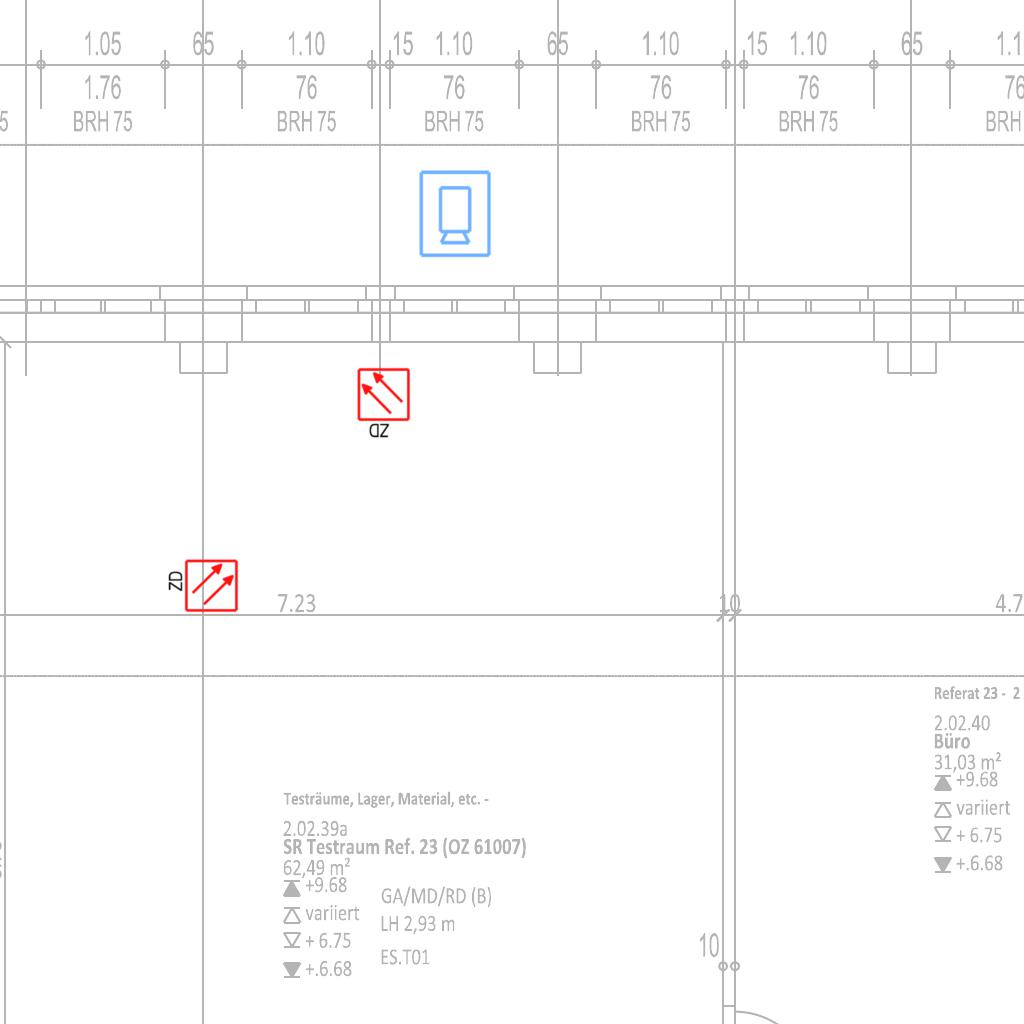 1.05 65 1.10 15 1.10 65 1.10 15 1.10 65 1.1
1.76 76 76 76 76 76
5 BRH 75 BRH 75 BRH 75 BRH 75 BRH 75 BRH
ZD
ZD
7.23 10 4.7
Referat 23 - 2
2.02.40
Büro
31,03 m²
+9.68
variiert
+ 6.75
+.6.68
Testräume, Lager, Material, etc. -
2.02.39a
SR Testraum Ref. 23 (OZ 61007)
62,49 m²
+9.68
variiert
+ 6.75
+.6.68
GA/MD/RD (B)
LH 2,93 m
ES.T01
10